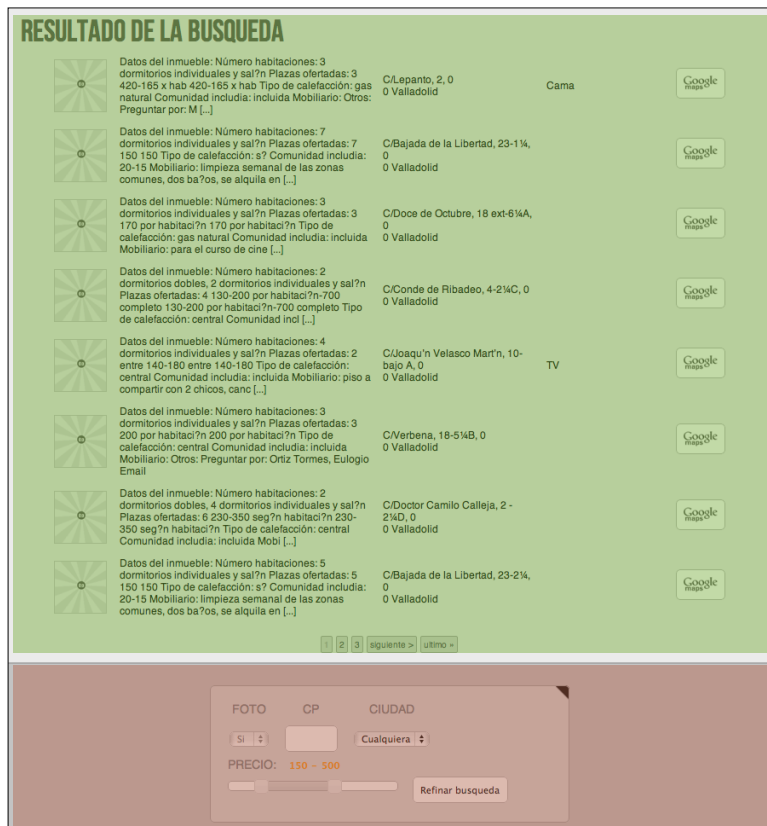 RESULTADO DE LA BUSQUEDA
Datos del inmueble: Número habitaciones: 3
dormitorios individuales y sal?n Plazas ofertadas: 3
420-165 x hab 420-165 x hab Tipo de calefacción: gas
natural Comunidad includia: incluida Mobiliario: Otros:
Preguntar por: M [...]
C/Lepanto, 2, 0
0 Valladolid
Cama
Google maps
Datos del inmueble: Número habitaciones: 7
dormitorios individuales y sal?n Plazas ofertadas: 7
150 150 Tipo de calefacción: s? Comunidad includia:
20-15 Mobiliario: limpieza semanal de las zonas
comunes, dos ba?os, se alquila en [...]
C/Bajada de la Libertad, 23-1¼,
0
0 Valladolid
Google maps
Datos del inmueble: Número habitaciones: 3
dormitorios individuales y sal?n Plazas ofertadas: 3
170 por habitaci?n 170 por habitaci?n Tipo de
calefacción: gas natural Comunidad includia: incluida
Mobiliario: para el curso de cine [...]
C/Doce de Octubre, 18 ext-6¼A,
0
0 Valladolid
Google maps
Datos del inmueble: Número habitaciones: 2
dormitorios dobles, 2 dormitorios individuales y sal?n
Plazas ofertadas: 4 130-200 por habitaci?n-700
completo 130-200 por habitaci?n-700 completo Tipo
de calefacción: central Comunidad incl [...]
C/Conde de Ribadeo, 4-2¼C, 0
0 Valladolid
Google maps
Datos del inmueble: Número habitaciones: 4
dormitorios individuales y sal?n Plazas ofertadas: 2
entre 140-180 entre 140-180 Tipo de calefacción:
central Comunidad includia: incluida Mobiliario: piso a
compartir con 2 chicos, canc [...]
C/Joaqu'n Velasco Mart'n, 10-
bajo A, 0
0 Valladolid
TV
Google maps
Datos del inmueble: Número habitaciones: 3
dormitorios individuales y sal?n Plazas ofertadas: 3
200 por habitaci?n 200 por habitaci?n Tipo de
calefacción: central Comunidad includia: incluida
Mobiliario: Otros: Preguntar por: Ortiz Tormes, Eulogio
Email
C/Verbena, 18-5¼B, 0
0 Valladolid
Google maps
Datos del inmueble: Número habitaciones: 2
dormitorios dobles, 4 dormitorios individuales y sal?n
Plazas ofertadas: 6 230-350 seg?n habitaci?n 230-
350 seg?n habitaci?n Tipo de calefacción: central
Comunidad includia: incluida Mobi [...]
C/Doctor Camilo Calleja, 2 -
2¼D, 0
0 Valladolid
Google maps
Datos del inmueble: Número habitaciones: 5
dormitorios individuales y sal?n Plazas ofertadas: 5
150 150 Tipo de calefacción: s? Comunidad includia:
20-15 Mobiliario: limpieza semanal de las zonas
comunes, dos ba?os, se alquila en [...]
C/Bajada de la Libertad, 23-2¼,
0
0 Valladolid
Google maps
1 2 3 siguiente > ultimo »
FOTO CP CIUDAD
Si Cualquiera
PRECIO: 150 - 500
Refinar busqueda